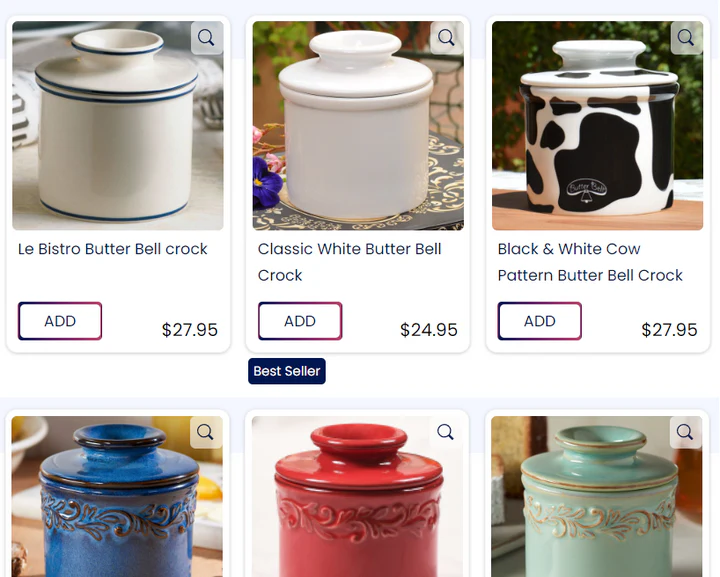 Butter Bell
Le Bistro Butter Bell crock
Classic White Butter Bell
Crock
Black & White Cow
Pattern Butter Bell Crock
ADD
$27.95
ADD
$24.95
ADD
$27.95
Best Seller